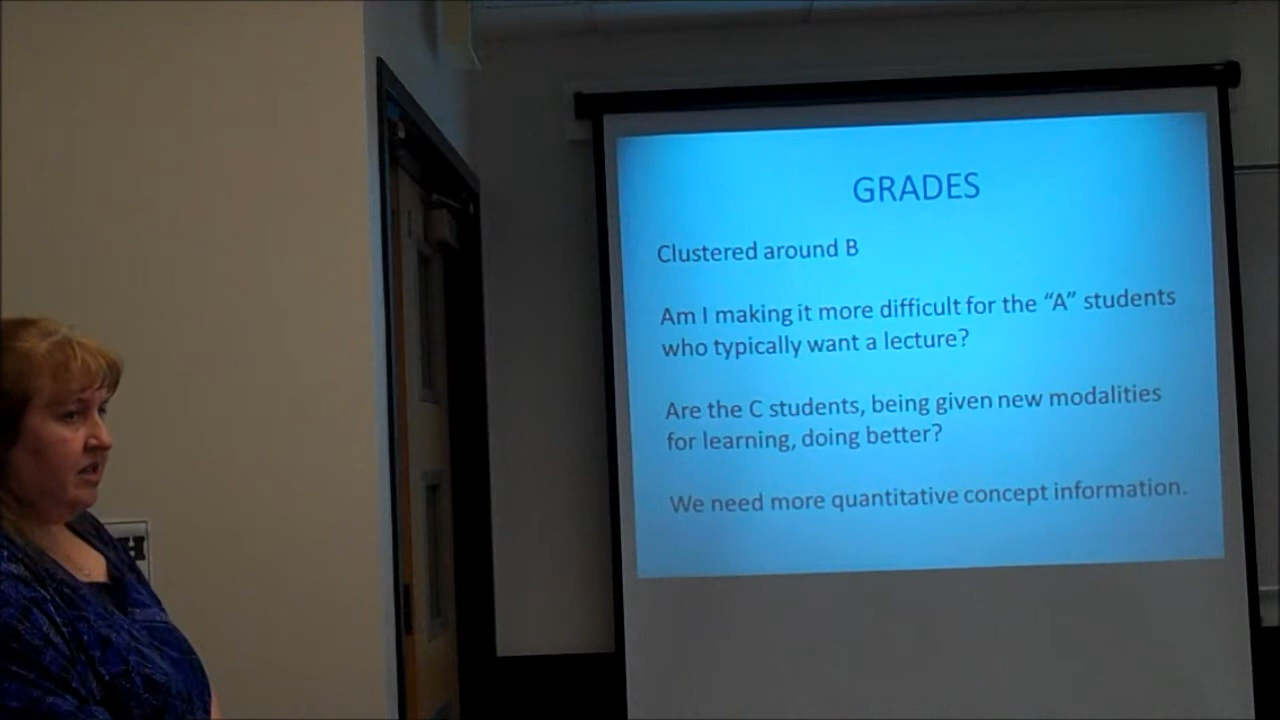 GRADES
Clustered around B
Am I making it more difficult for the “A” students
who typically want a lecture?
Are the C students, being given new modalities
for learning, doing better?
We need more quantitative concept information.
H